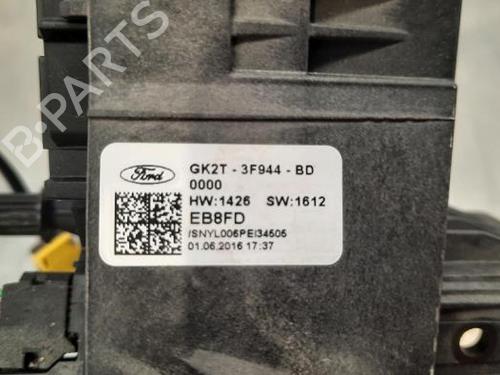 B-PARTS
Ford
GK2T - 3F944 - BD
0000
HW:1426 SW:1612
EB8FD
/SNYL006PEI34505
01.06.2016 17:37